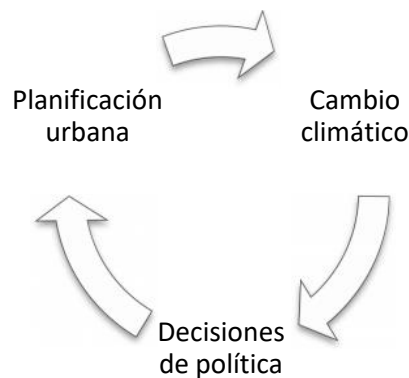 Planificación
urbana
Cambio
climático
Decisiones
de política